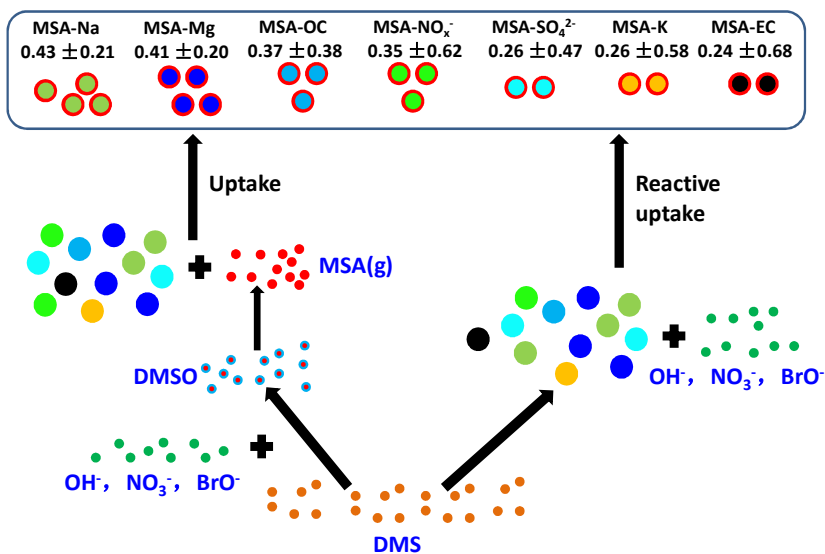 MSA-Na MSA-Mg MSA-OC MSA-NOₓ⁻ MSA-SO₄²⁻ MSA-K MSA-EC
0.43 ±0.21 0.41 ±0.20 0.37 ±0.38 0.35 ±0.62 0.26 ±0.47 0.26 ±0.58 0.24 ±0.68
Uptake
Reactive
uptake
MSA(g)
DMSO
OH⁻, NO₃⁻, BrO⁻
OH⁻, NO₃⁻, BrO⁻
DMS